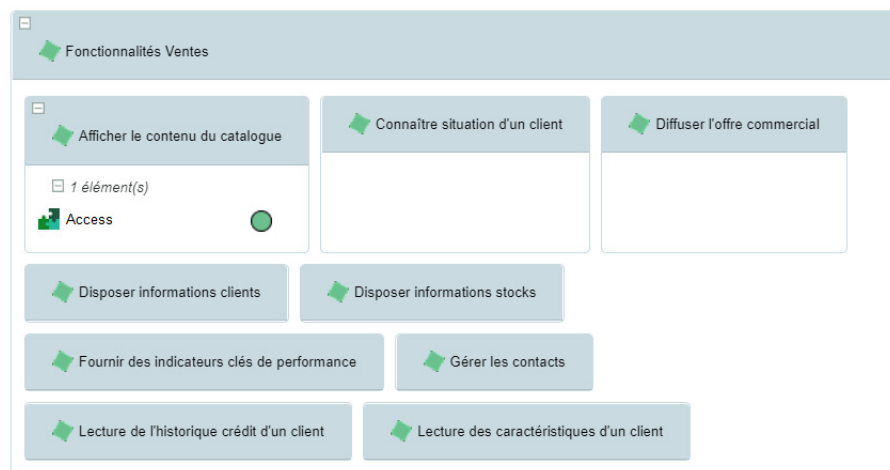 Fonctionnalités Ventes
Afficher le contenu du catalogue
Connaître situation d'un client
Diffuser l'offre commercial
1 élément(s)
Access
Disposer informations clients
Disposer informations stocks
Fournir des indicateurs clés de performance
Gérer les contacts
Lecture de l'historique crédit d'un client
Lecture des caractéristiques d'un client